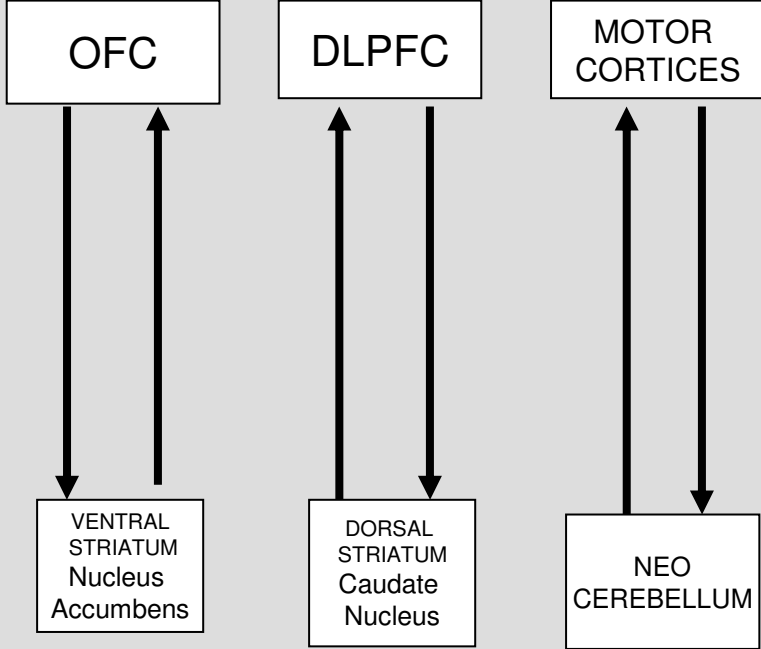 OFC
DLPFC
MOTOR
CORTICES
VENTRAL
STRIATUM
Nucleus
Accumbens
DORSAL
STRIATUM
Caudate
Nucleus
NEO
CEREBELLUM